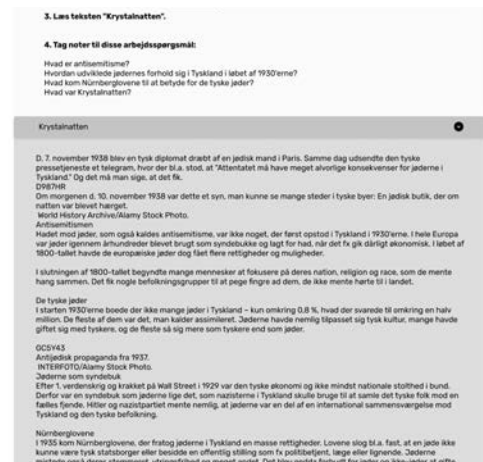 3. Læs teksten "Krystalnatten".
4. Tag noter til disse arbejdsspørgsmål:
Hvad er antisemitisme?
Hvordan udviklede jødernes forhold sig i Tyskland i løbet af 1930'erne?
Hvad kom Nürnberglovene til at betyde for de tyske jøder?
Hvad var Krystalnatten?
Krystalnatten
D. 7. november 1938 blev en tysk diplomat dræbt af en jødisk mand i Paris. Samme dag udsendte den tyske
pressetjeneste et telegram, hvor der bl.a. stod, at "Attentatet må have meget alvorlige konsekvenser for jøderne i
Tyskland." Og det må man sige, at det fik.
D987HR
Om morgenen d. 10. november 1938 var dette et syn, man kunne se mange steder i tyske byer: En jødisk butik, der om
natten var blevet hærget.
World History Archive/Alamy Stock Photo.
Antisemitismen
Hadet mod jøder, som også kaldes antisemitisme, var ikke noget, der først opstod i Tyskland i 1930'erne. I hele Europa
var jøder igennem århundreder blevet brugt som syndebukke og lagt for had, når det fx gik dårligt økonomisk. I løbet af
1800-tallet havde de europæiske jøder dog fået flere rettigheder og muligheder.
I slutningen af 1800-tallet begyndte mange mennesker at fokusere på deres nation, religion og race, som de mente
hang sammen. Det fik nogle befolkningsgrupper til at pege fingre ad dem, de ikke mente hørte til i landet.
De tyske jøder
I starten 1930'erne boede der ikke mange jøder i Tyskland – kun omkring 0,8 %, hvad der svarede til omkring en halv
million. De fleste af dem var det, man kalder assimileret. Jøderne havde nemlig tilpasset sig tysk kultur, mange havde
giftet sig med tyskere, og de fleste så sig mere som tyskere end som jøder.
GC5Y43
Antijødisk propaganda fra 1937.
INTERFOTO/Alamy Stock Photo.
Jøderne som syndebuk
Efter 1. verdenskrig og krakket på Wall Street i 1929 var den tyske økonomi og ikke mindst nationale stolthed i bund.
Derfor var en syndebuk som jøderne lige det, som nazisterne i Tyskland skulle bruge til at samle det tyske folk mod en
fælles fjende. Hitler og nazistpartiet mente nemlig, at jøderne var en del af en international sammensværgelse mod
Tyskland og den tyske befolkning.
Nürnberglovene
I 1935 kom Nürnberglovene, der fratog jøderne i Tyskland en masse rettigheder. Lovene slog bl.a. fast, at en jøde ikke
kunne være tysk statsborger eller besidde en offentlig stilling som fx politibetjent, læge eller lignende. Jøderne